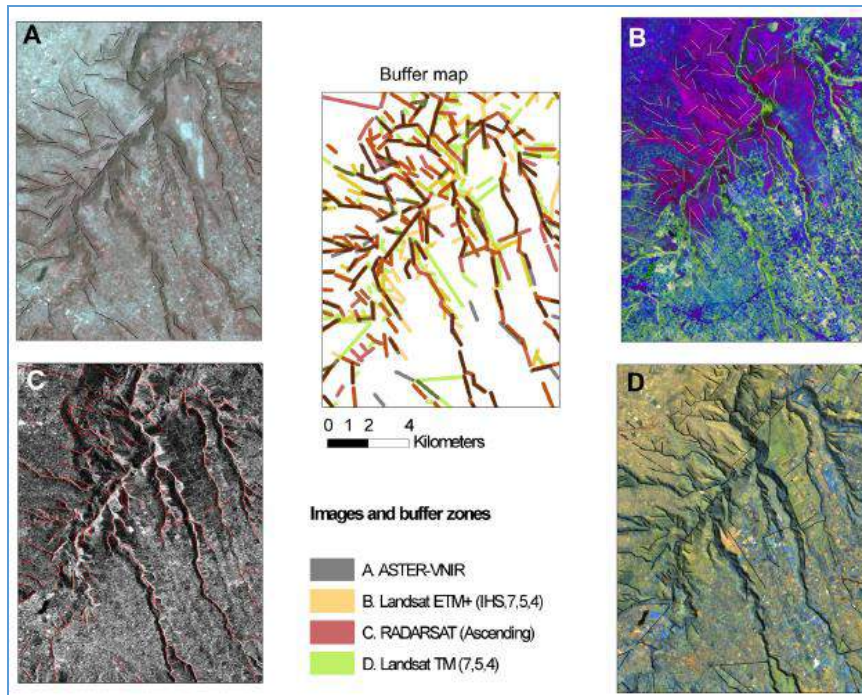 A
B
Buffer map
C
D
0 1 2 4
Kilometers
Images and buffer zones
A. ASTER-VNIR
B. Landsat ETM+ (IHS,7,5,4)
C. RADARSAT (Ascending)
D. Landsat TM (7,5,4)